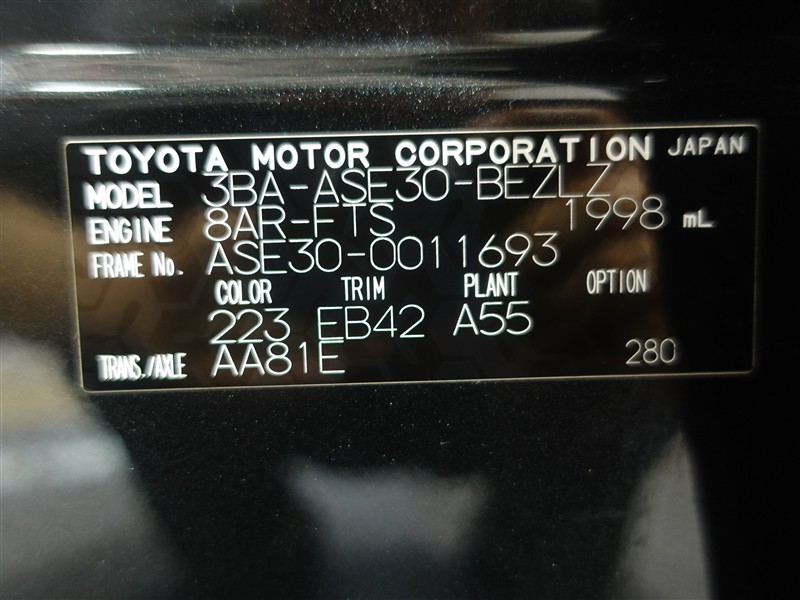 TOYOTA MOTOR CORPORATION JAPAN
MODEL 3BA-ASE30-BEZLZ
ENGINE 8AR-FTS 1998 mL
FRAME No. ASE30-0011693
COLOR TRIM PLANT OPTION
223 EB42 A55
TRANS./AXLE AA81E 280